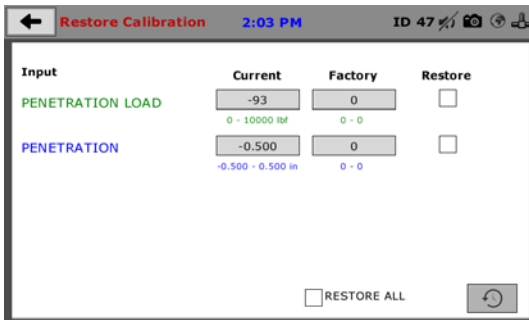 Restore Calibration 2:03 PM ID 47
Input Current Factory Restore
PENETRATION LOAD -93 0
0 - 10000 lbf 0 - 0
PENETRATION -0.500 0
-0.500 - 0.500 in 0 - 0
RESTORE ALL